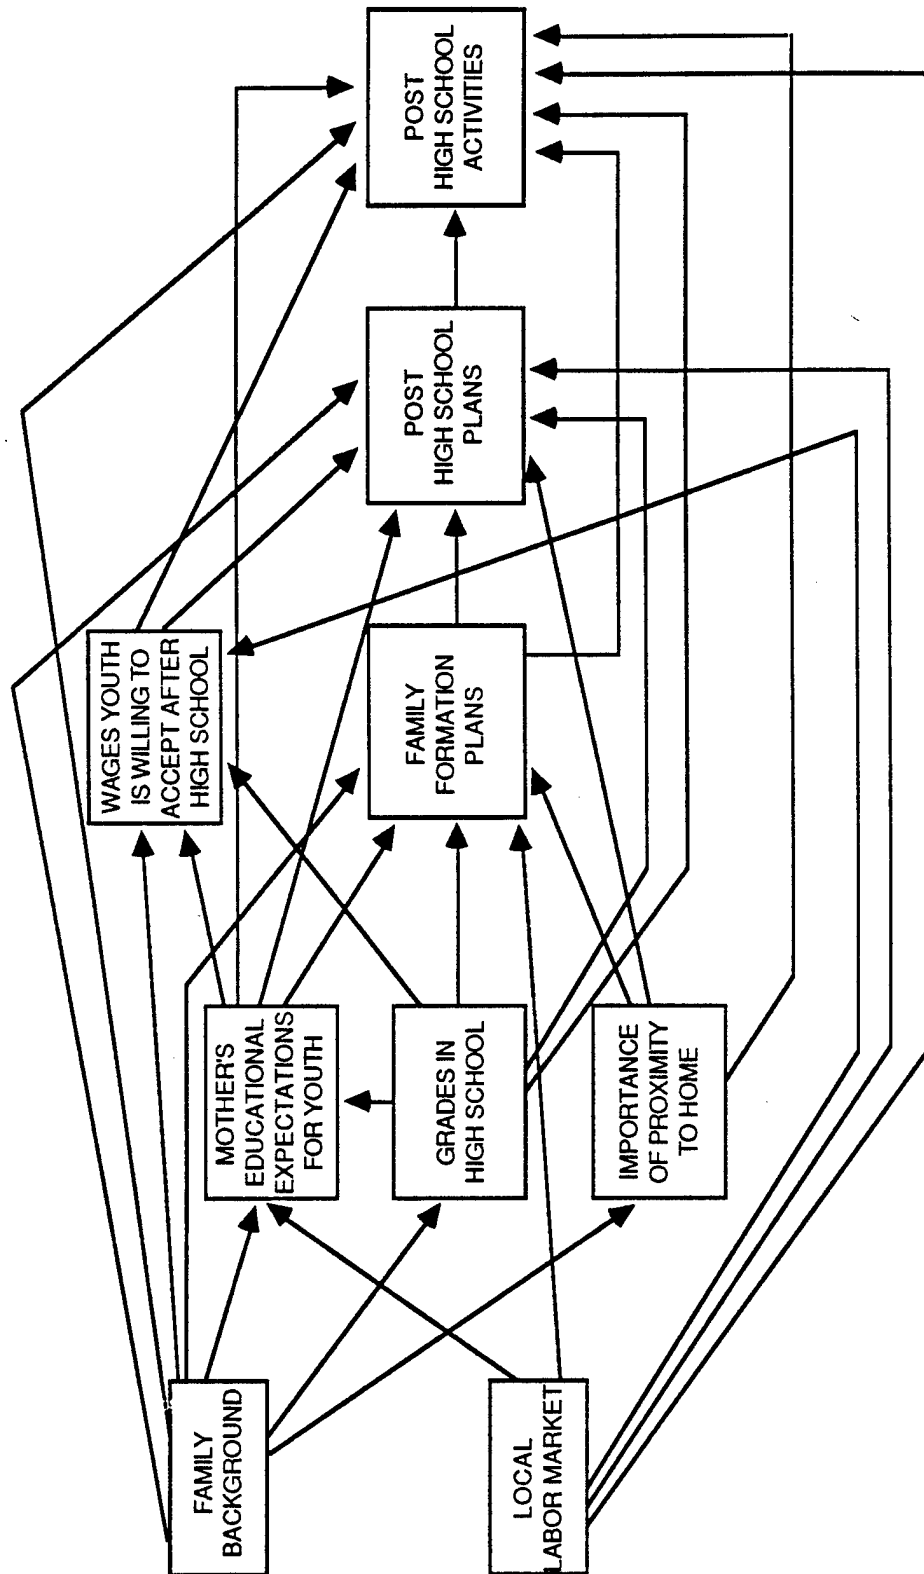 FAMILY
BACKGROUND
LOCAL
LABOR MARKET
MOTHER'S
EDUCATIONAL
EXPECTATIONS
FOR YOUTH
GRADES IN
HIGH SCHOOL
IMPORTANCE
OF PROXIMITY
TO HOME
WAGES YOUTH
IS WILLING TO
ACCEPT AFTER
HIGH SCHOOL
FAMILY
FORMATION
PLANS
POST
HIGH SCHOOL
PLANS
POST
HIGH SCHOOL
ACTIVITIES